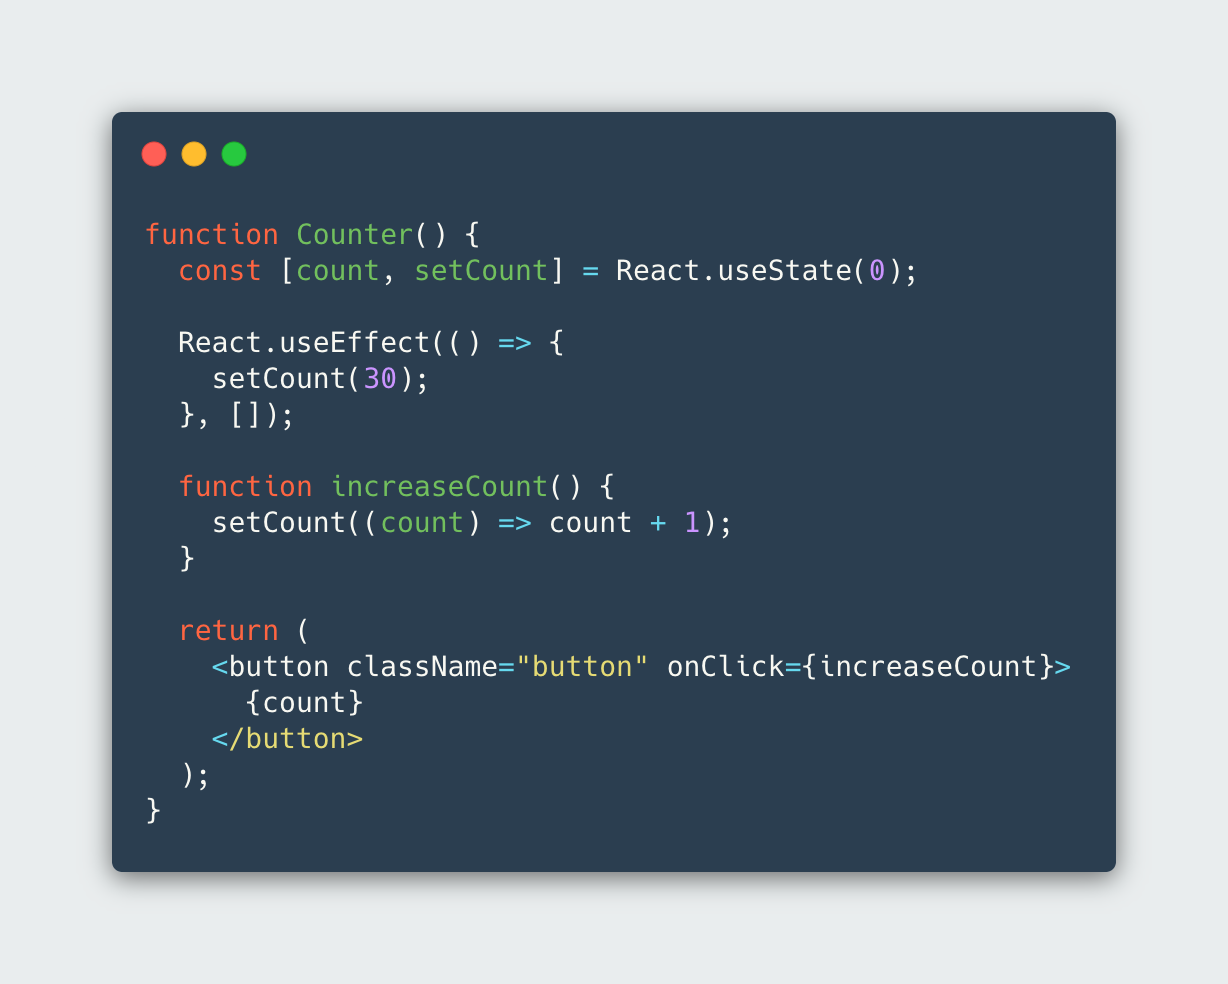 function Counter() {
  const [count, setCount] = React.useState(0);

  React.useEffect(() => {
    setCount(30);
  }, []);

  function increaseCount() {
    setCount((count) => count + 1);
  }

  return (
    <button className="button" onClick={increaseCount}>
      {count}
    </button>
  );
}